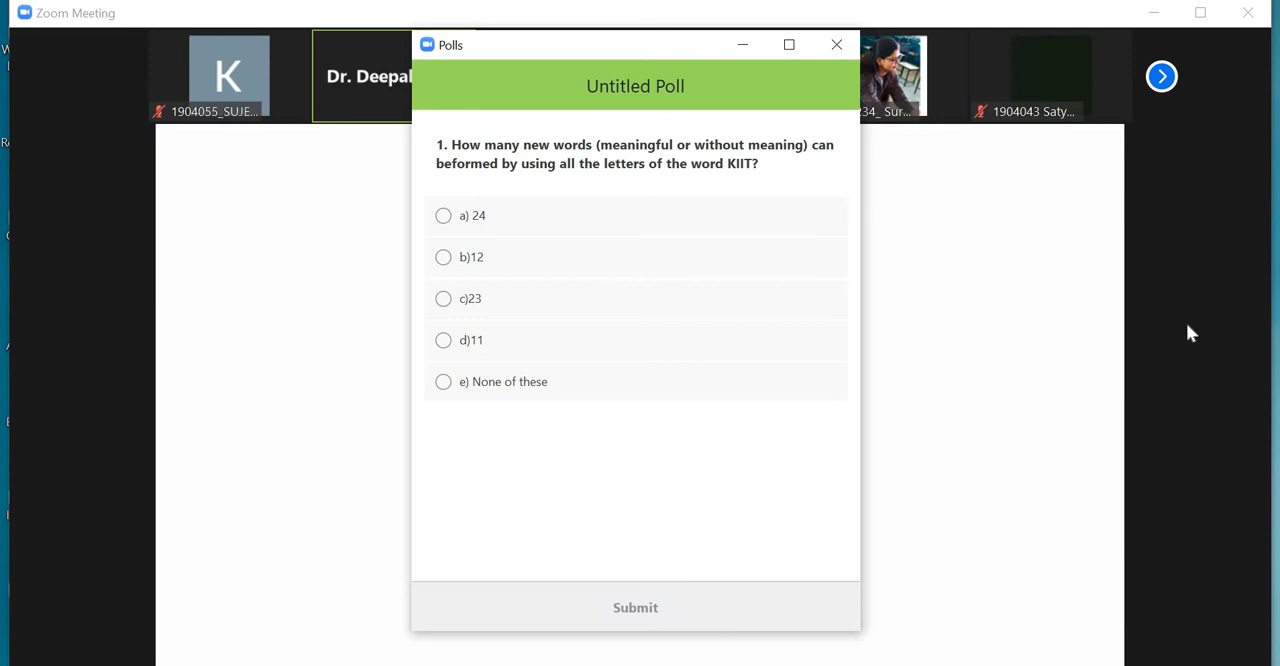 Zoom Meeting
K
1904055_SUJE...
Dr. Deepal
34_ Sur...
1904043 Saty...
Polls
Untitled Poll
1. How many new words (meaningful or without meaning) can
beformed by using all the letters of the word KIIT?
a) 24
b)12
c)23
d)11
e) None of these
Submit